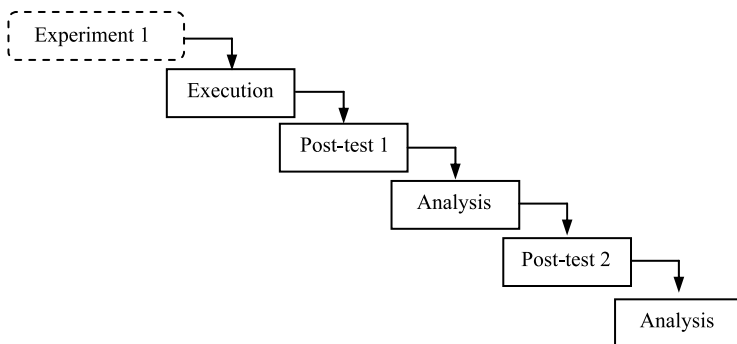 Experiment 1
Execution
Post-test 1
Analysis
Post-test 2
Analysis